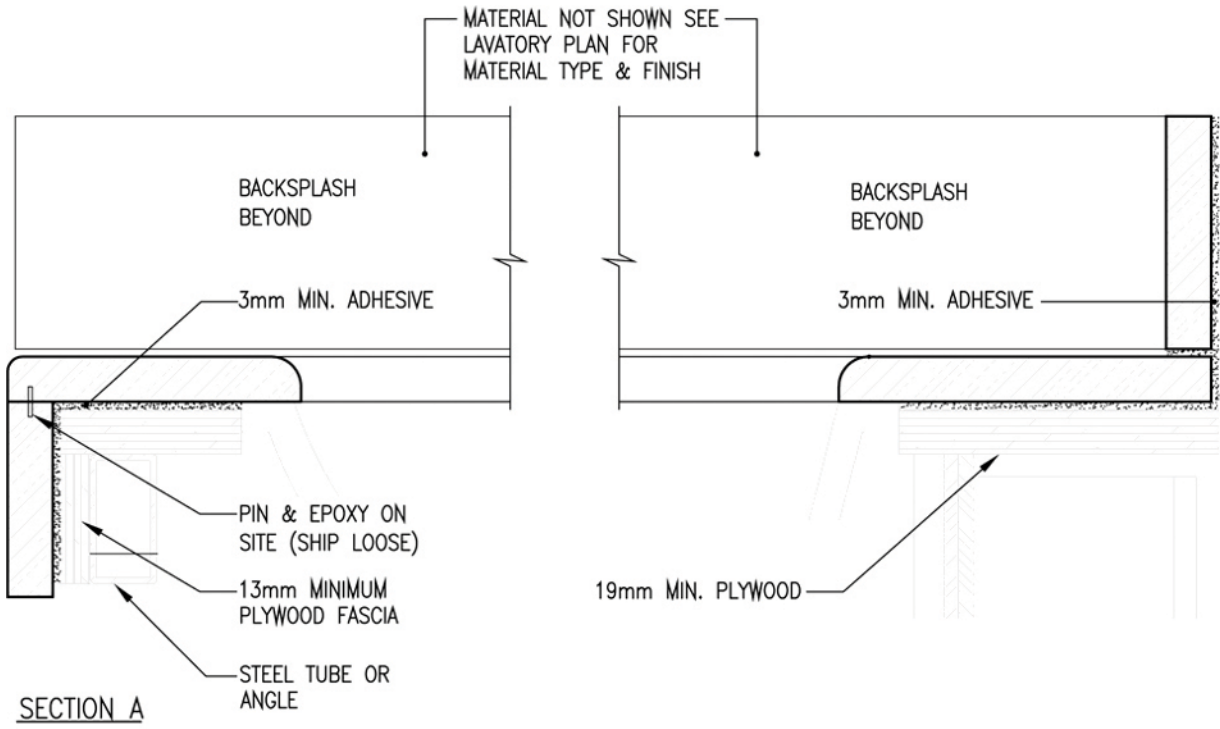 MATERIAL NOT SHOWN SEE
LAVATORY PLAN FOR
MATERIAL TYPE & FINISH
BACKSPLASH
BEYOND
BACKSPLASH
BEYOND
3mm MIN. ADHESIVE
3mm MIN. ADHESIVE
PIN & EPOXY ON
SITE (SHIP LOOSE)
13mm MINIMUM
PLYWOOD FASCIA
19mm MIN. PLYWOOD
STEEL TUBE OR
ANGLE
SECTION A